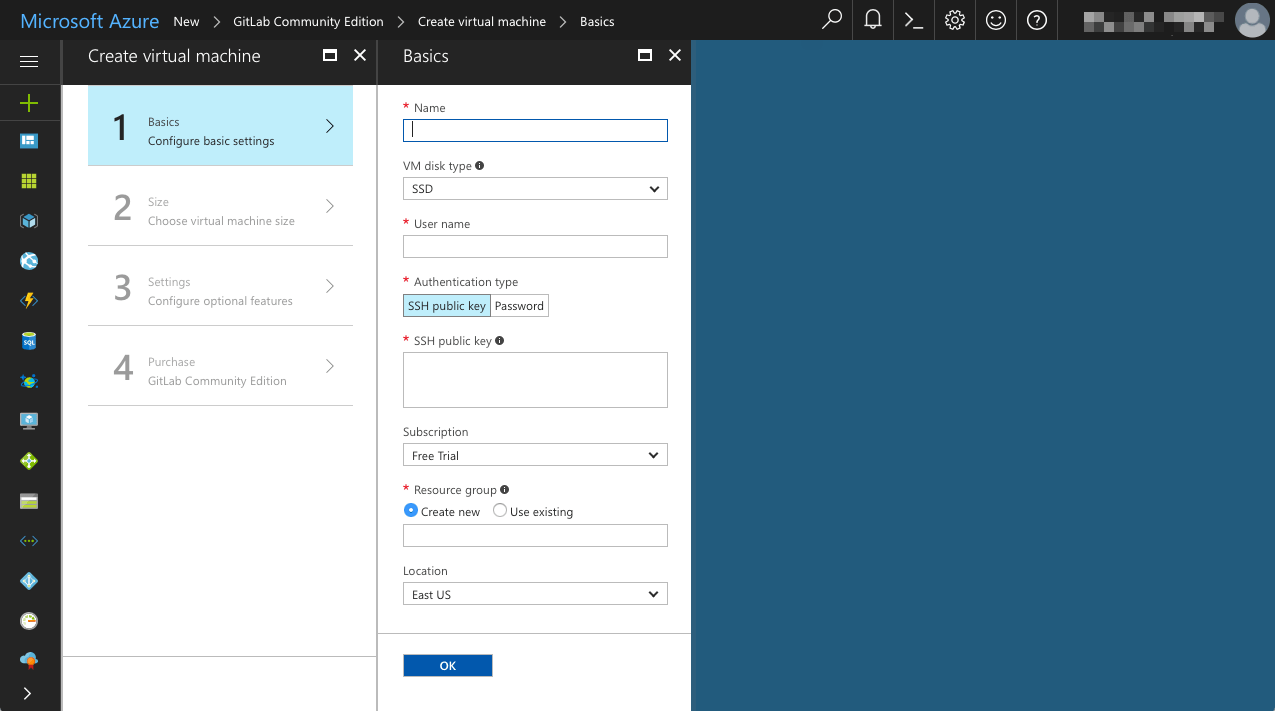 Microsoft Azure New > GitLab Community Edition > Create virtual machine > Basics
Create virtual machine
1
Basics
Configure basic settings
2
Size
Choose virtual machine size
3
Settings
Configure optional features
4
Purchase
GitLab Community Edition
Basics
* Name
VM disk type
SSD
* User name
* Authentication type
SSH public key Password
* SSH public key
Subscription
Free Trial
* Resource group
Create new Use existing
Location
East US
OK
SQL